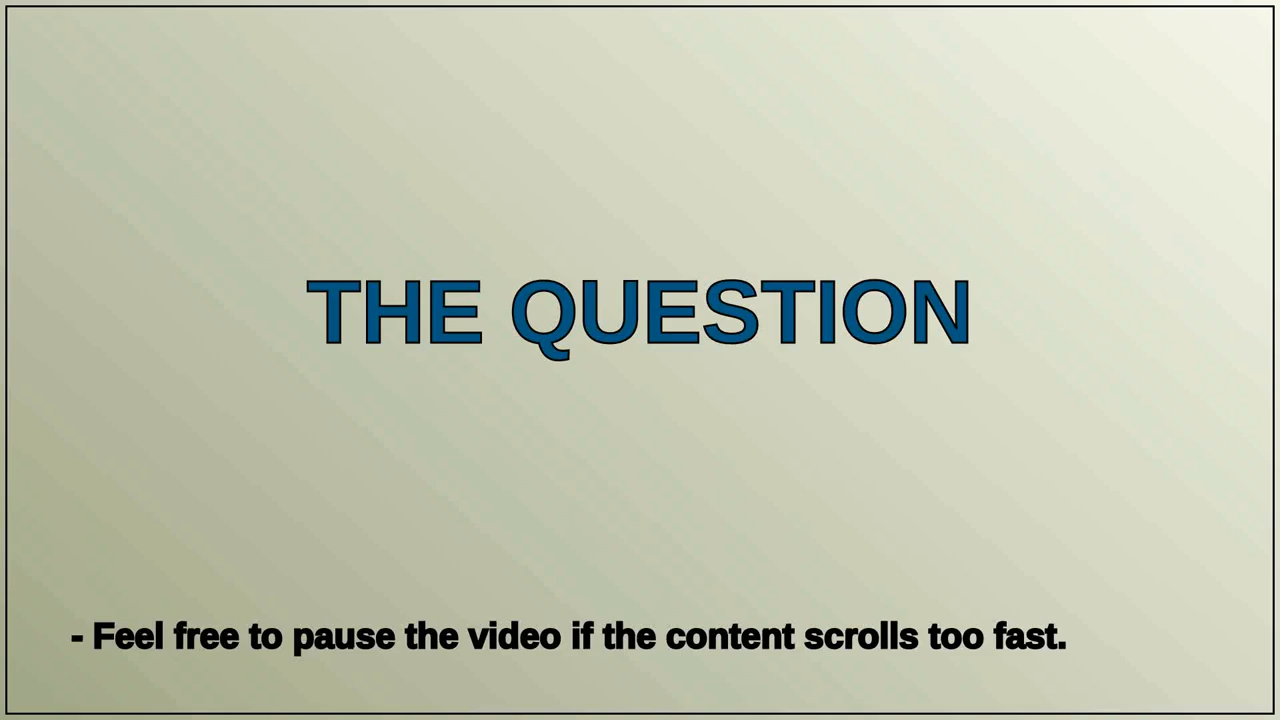 THE QUESTION
- Feel free to pause the video if the content scrolls too fast.